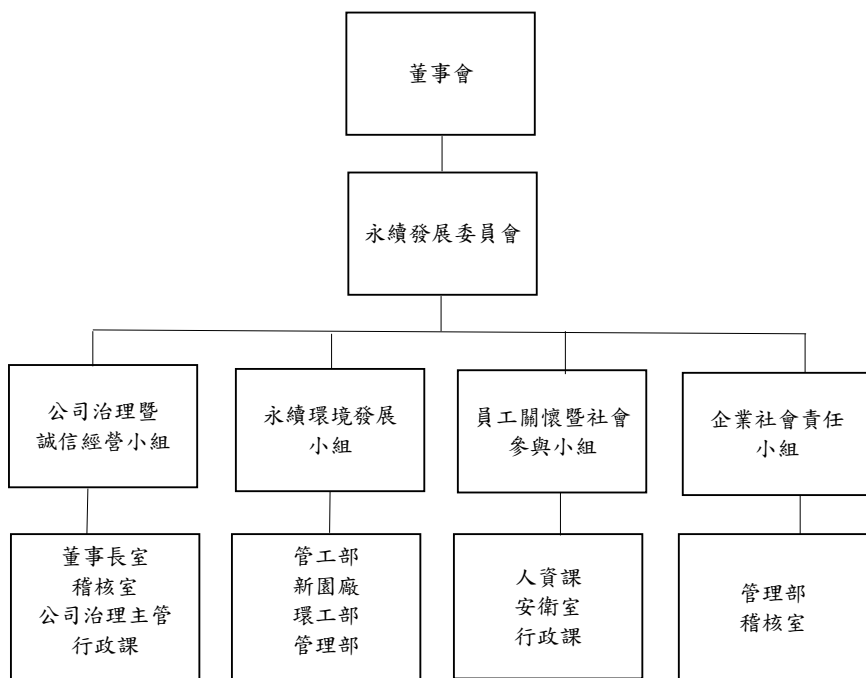 董事會
永續發展委員會
公司治理暨
誠信經營小組
永續環境發展
小組
員工關懷暨社會
參與小組
企業社會責任
小組
董事長室
稽核室
公司治理主管
行政課
管工部
新園廠
環工部
管理部
人資課
安衛室
行政課
管理部
稽核室